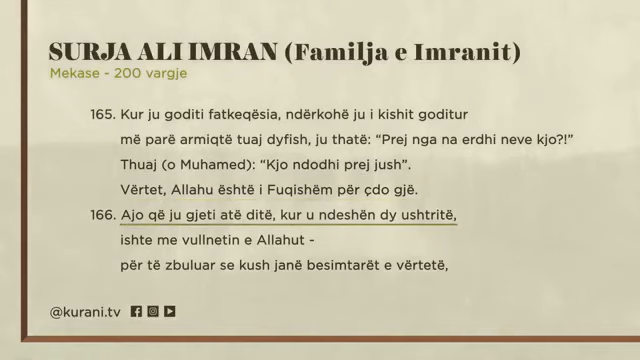 SURJA ALI IMRAN (Familja e Imranit)
Mekase - 200 vargje
165. Kur ju goditi fatkeqësia, ndërkohë ju i kishit goditur
më parë armiqtë tuaj dyfish, ju thatë: “Prej nga na erdhi neve kjo?!”
Thuaj (o Muhamed): “Kjo ndodhi prej jush”.
Vërtet, Allahu është i Fuqishëm për çdo gjë.
166. Ajo që ju gjeti atë ditë, kur u ndeshën dy ushtritë,
ishte me vullnetin e Allahut -
për të zbuluar se kush janë besimtarët e vërtetë,
@kurani.tv